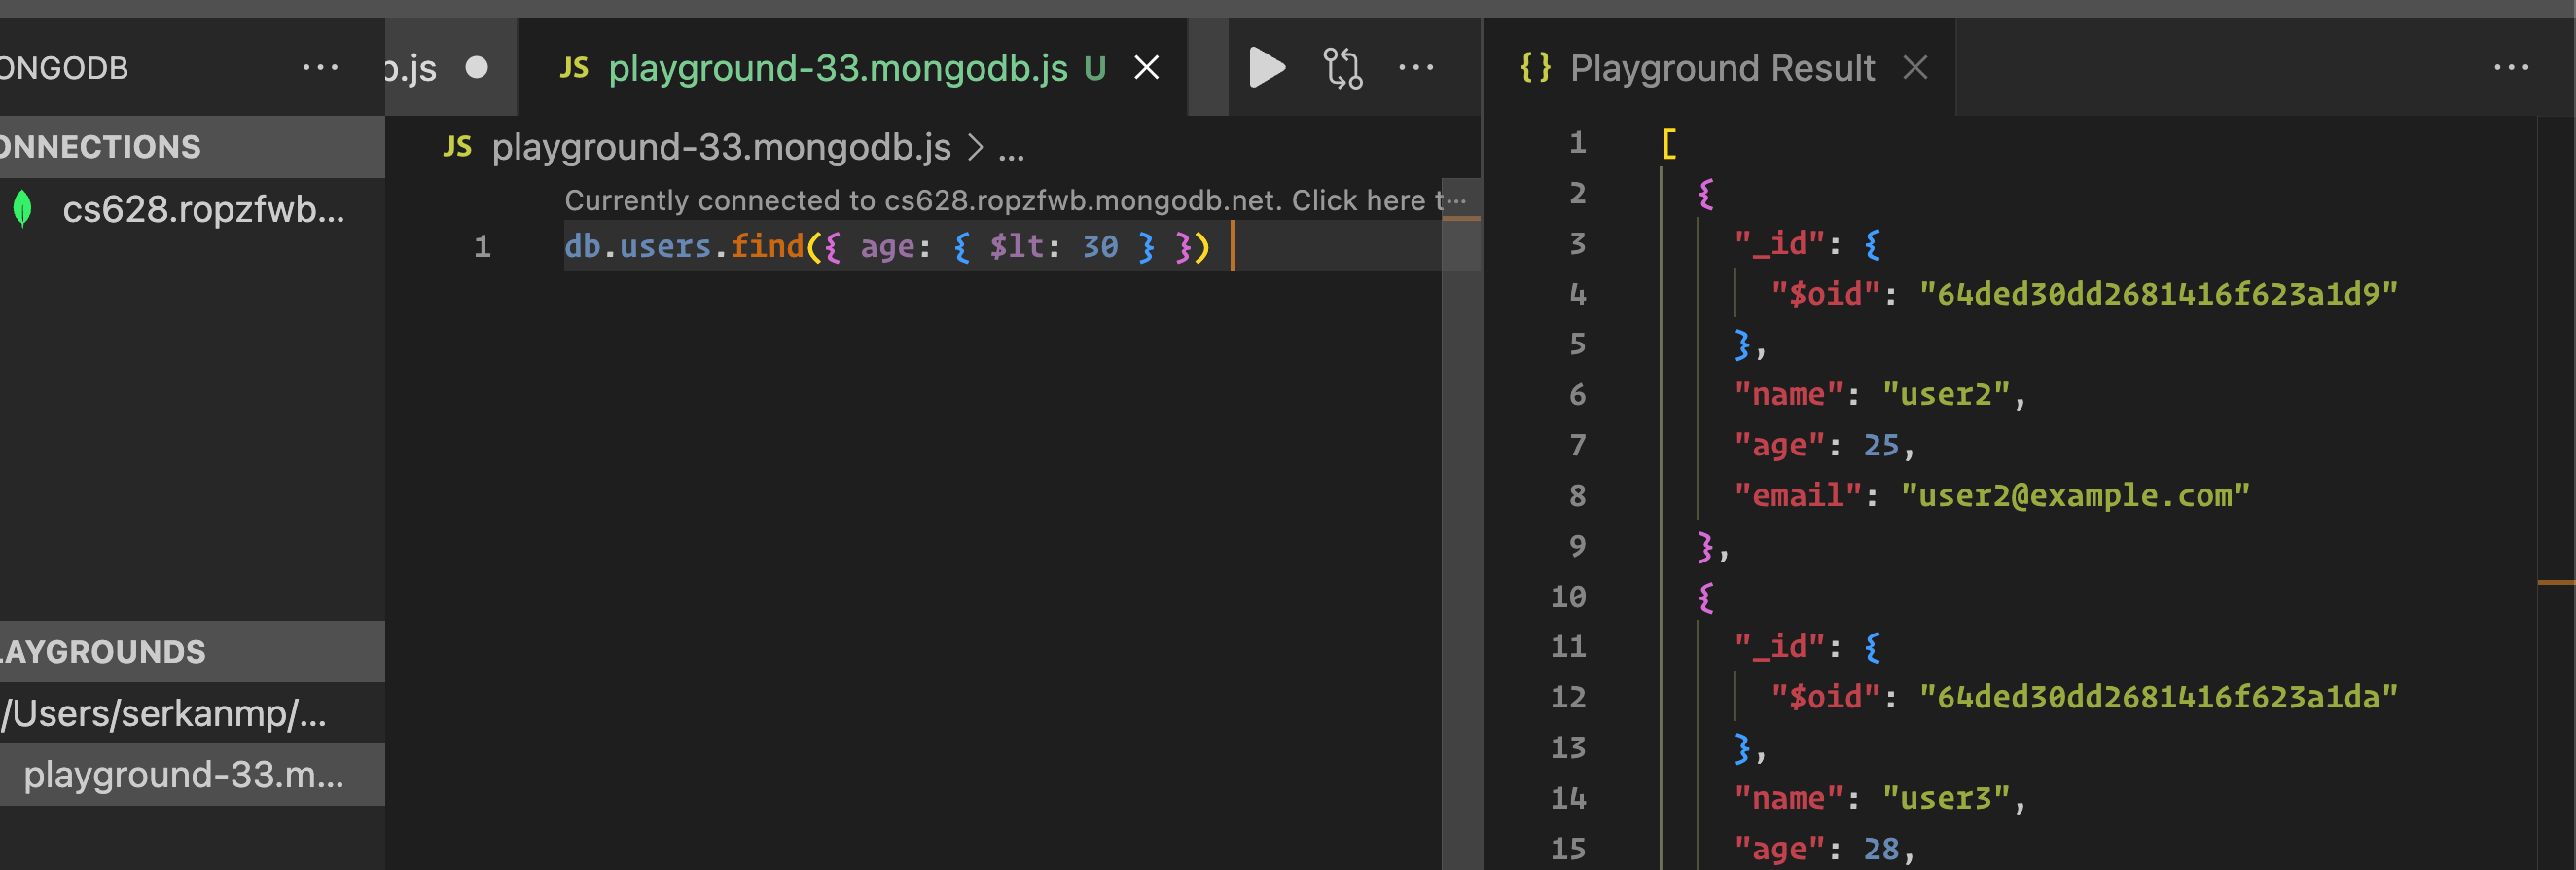 ONGODB ...
ONNECTIONS
cs628.ropzfwb...
AYGROUNDS
/Users/serkanmp/...
playground-33.m...
b.js
JS playground-33.mongodb.js U
JS playground-33.mongodb.js > ...
Currently connected to cs628.ropzfwb.mongodb.net. Click here t...
1 db.users.find({ age: { $lt: 30 } })
{} Playground Result
1 [
2 {
3 "_id": {
4 "$oid": "64ded30dd2681416f623a1d9"
5 },
6 "name": "user2",
7 "age": 25,
8 "email": "user2@example.com"
9 },
10 {
11 "_id": {
12 "$oid": "64ded30dd2681416f623a1da"
13 },
14 "name": "user3",
15 "age": 28,